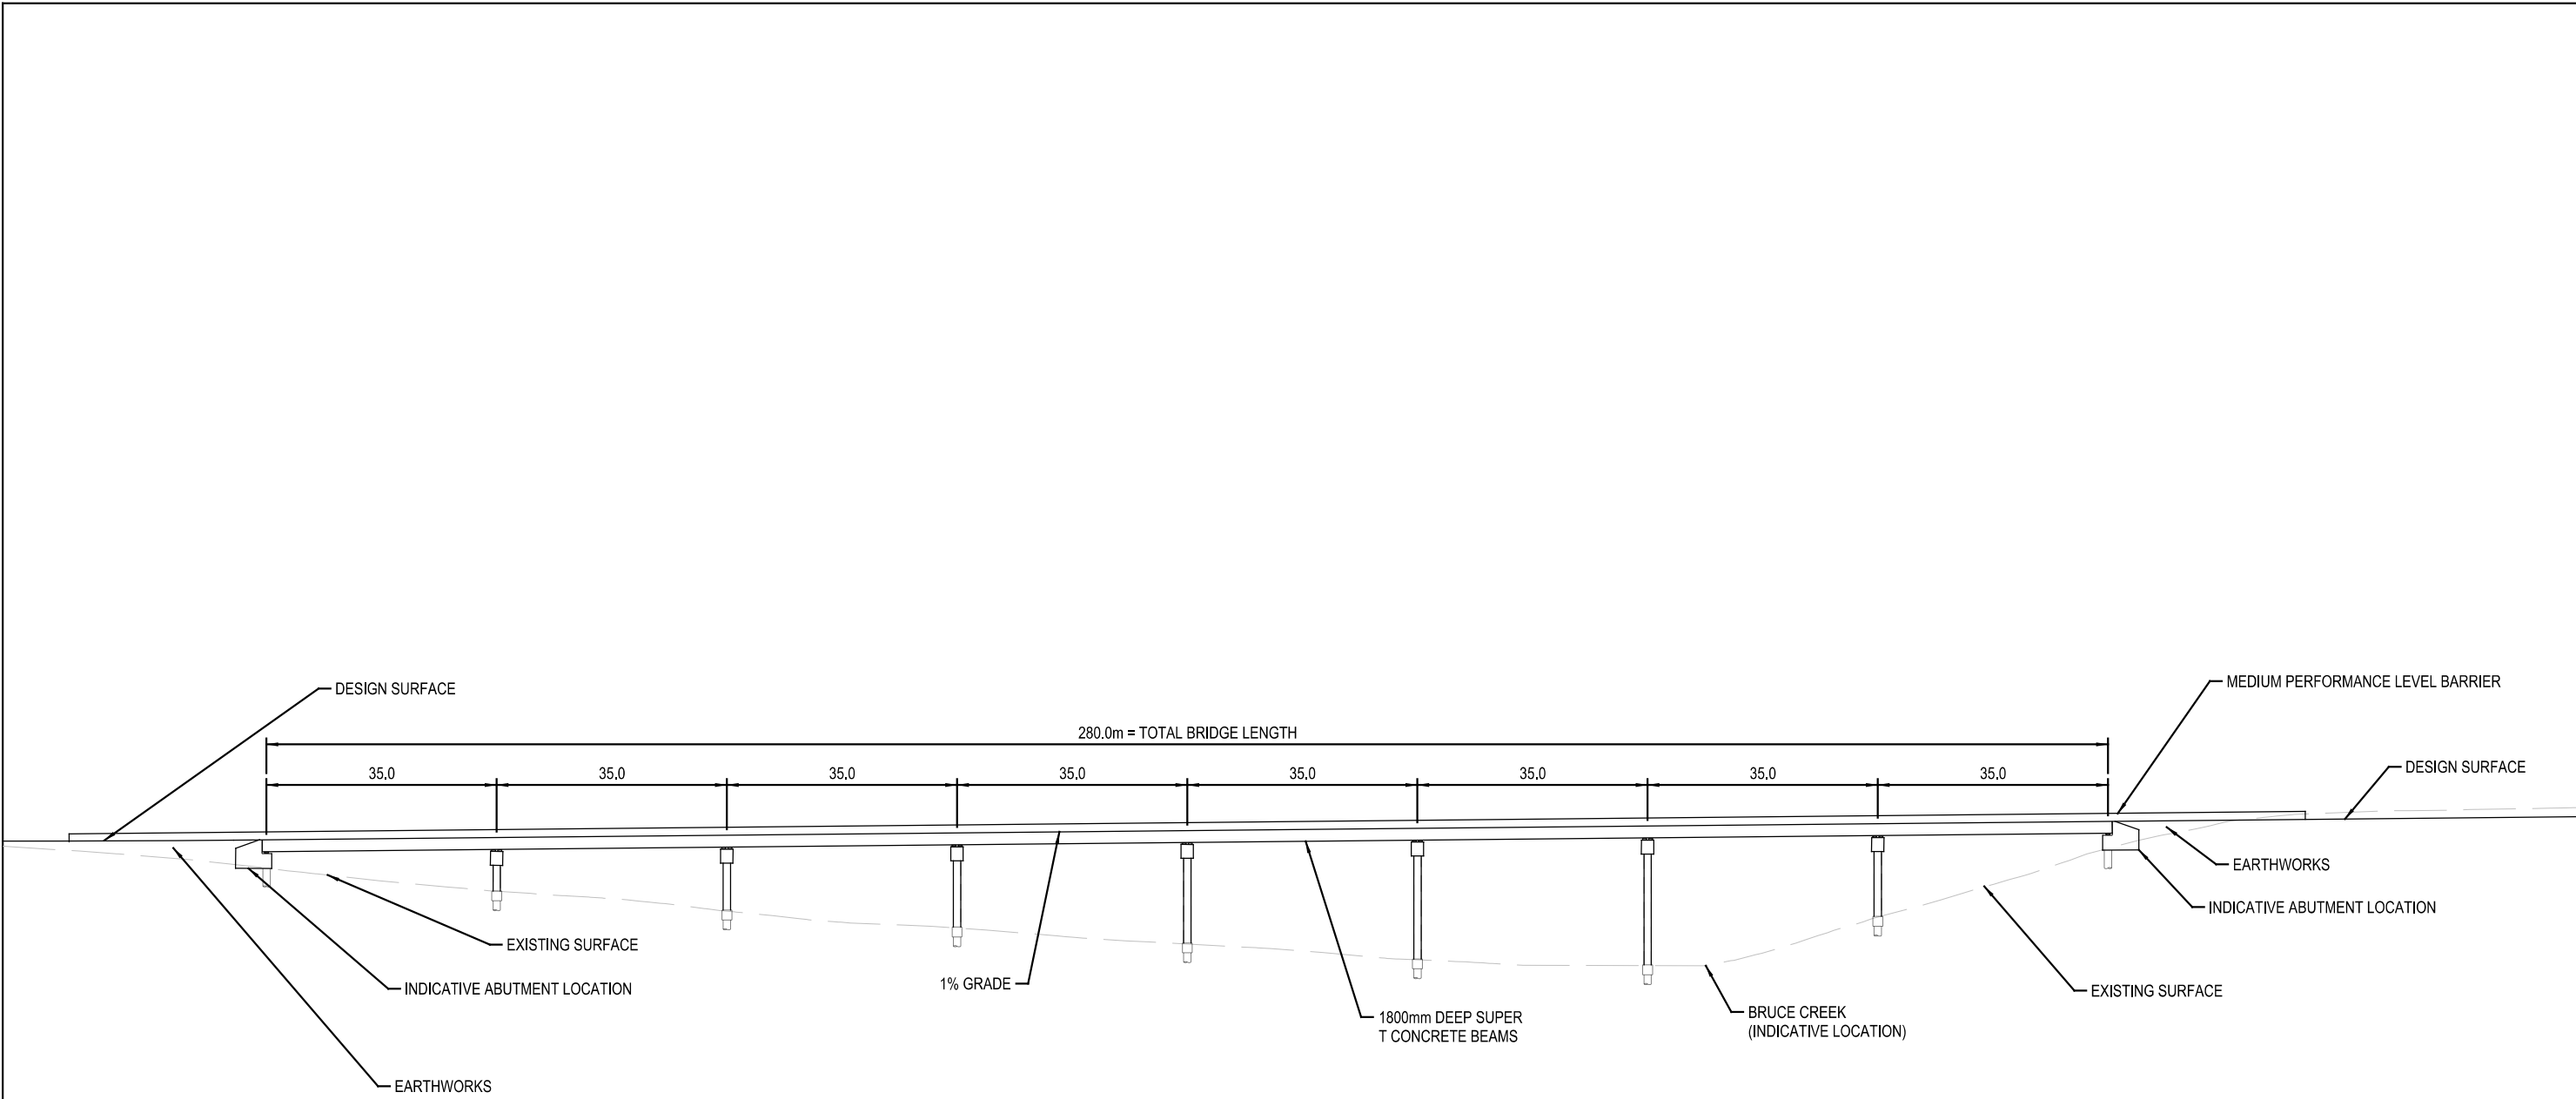 DESIGN SURFACE
MEDIUM PERFORMANCE LEVEL BARRIER
280.0m = TOTAL BRIDGE LENGTH
DESIGN SURFACE
35.0
35.0
35.0
35.0
35.0
35.0
35.0
35.0
EARTHWORKS
INDICATIVE ABUTMENT LOCATION
EXISTING SURFACE
INDICATIVE ABUTMENT LOCATION
1% GRADE
EXISTING SURFACE
1800mm DEEP SUPER
T CONCRETE BEAMS
BRUCE CREEK
(INDICATIVE LOCATION)
EARTHWORKS